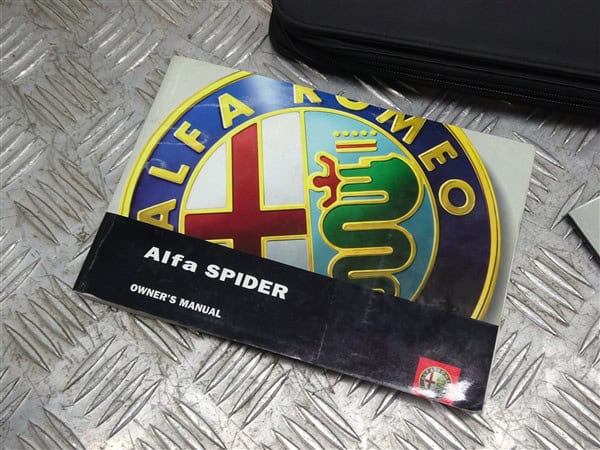 ALFA ROMEO
Alfa SPIDER
OWNER'S MANUAL